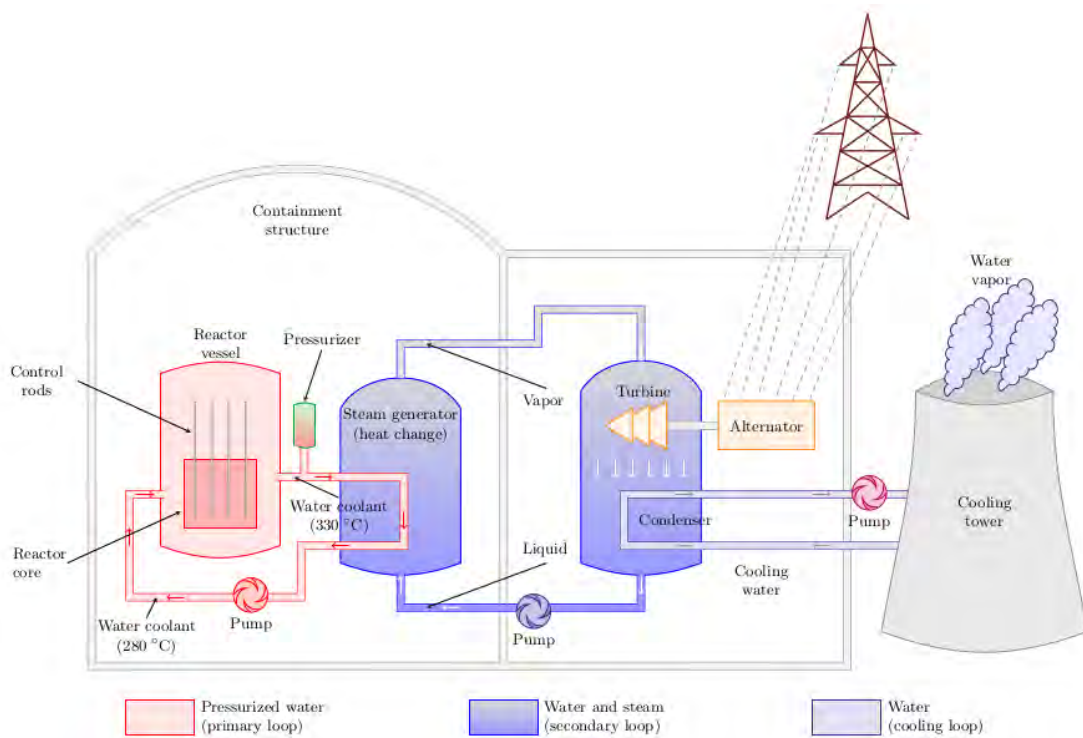 Containment
structure
Water
vapor
Reactor
vessel
Pressurizer
Control
rods
Vapor
Turbine
Steam generator
(heat change)
Alternator
Water coolant
(330 °C)
Condenser
Pump
Cooling
tower
Reactor
core
Liquid
Cooling
water
Water coolant
(280 °C)
Pump
Pump
Pressurized water
(primary loop)
Water and steam
(secondary loop)
Water
(cooling loop)